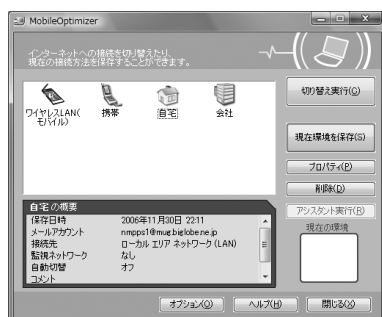 MobileOptimizer
インターネットへの接続を切り替えたり、
現在の接続方法を保存することができます。
ワイヤレスLAN(
モバイル)
携帯
自宅
会社
切り替え実行(C)
現在環境を保存(S)
プロパティ(P)
削除(D)
アシスタント実行(R)
現在の環境
自宅 の概要
保存日時 2006年11月30日 22:11
メールアカウント nmpps1@mug.biglobe.ne.jp
接続先 ローカル エリア ネットワーク (LAN)
監視ネットワーク なし
自動切替 オフ
コメント
オプション(O)
ヘルプ(H)
閉じる(X)